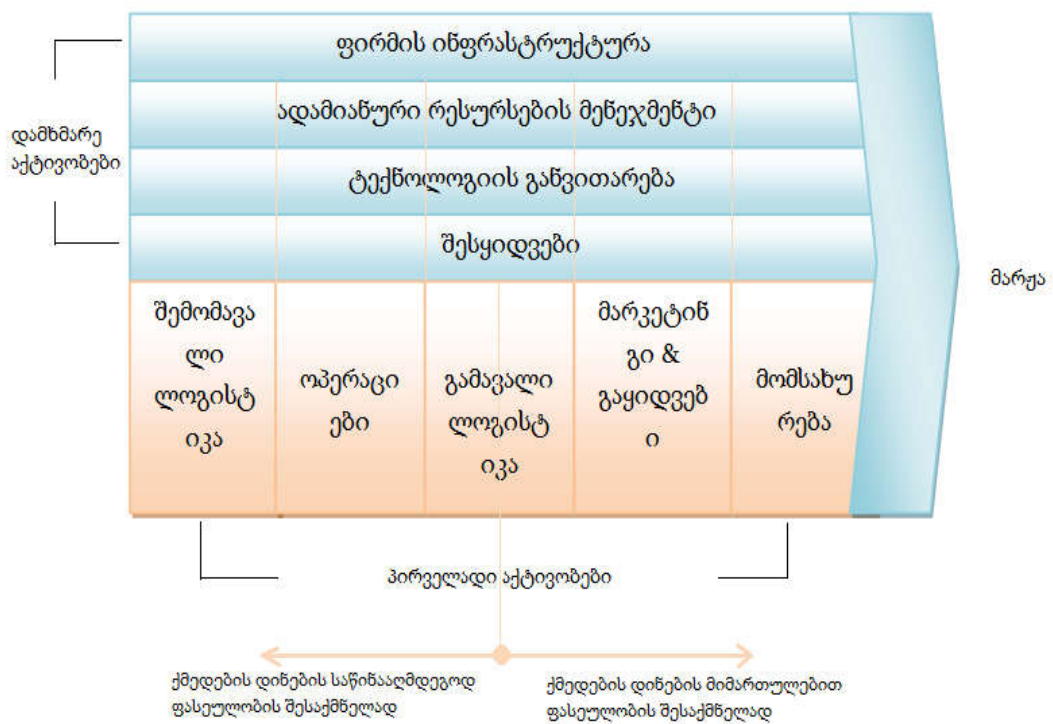 ფირმის ინფრასტრუქტურა
ადამიანური რესურსების მენეჯმენტი
დამხმარე
აქტივობები
ტექნოლოგიის განვითარება
შესყიდვები
მარჟა
შემომავა
ლი
ლოგისტ
იკა
ოპერაცი
ები
გამავალი
ლოგისტ
იკა
მარკეტინ
გი &
გაყიდვებ
ი
მომსახუ
რება
პირველადი აქტივობები
ქმედების დინების საწინააღმდეგოდ
ფასეულობის შესაქმნელად
ქმედების დინების მიმართულებით
ფასეულობის შესაქმნელად